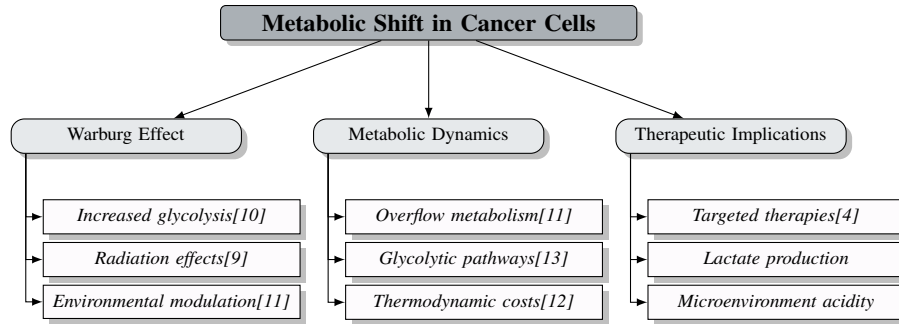 Metabolic Shift in Cancer Cells
Warburg Effect
Metabolic Dynamics
Therapeutic Implications
Increased glycolysis[10]
Overflow metabolism[11]
Targeted therapies[4]
Radiation effects[9]
Glycolytic pathways[13]
Lactate production
Environmental modulation[11]
Thermodynamic costs[12]
Microenvironment acidity